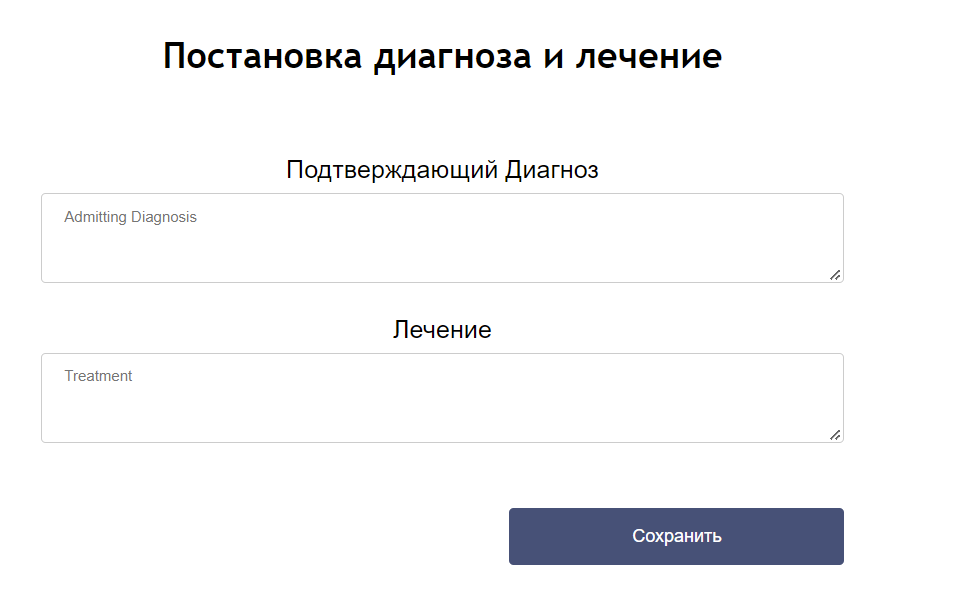 Постановка диагноза и лечение
Подтверждающий Диагноз
Admitting Diagnosis
Лечение
Treatment
Сохранить